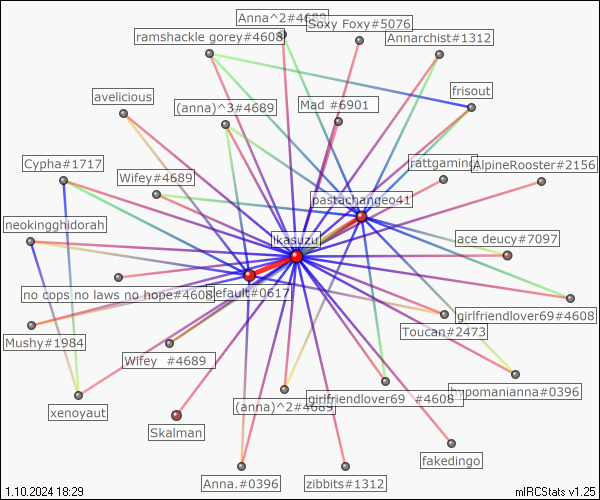 Anna^2#4689
Soxy Foxy#5076
ramshackle gorey#4608
Annarchist#1312
avelicious
frisout
(anna)^3#4689
Mad #6901
Cypha#1717
Wifey#4689
rattgaming
AlpineRooster#2156
pastachangeo41
neokingghidorah
ikasuzu
ace deucy#7097
no cops no laws no hope#4608
default#0617
girlfriendlover69#4608
Mushy#1984
Toucan#2473
Wifey #4689
hypomanianna#0396
xenoyaut
(anna)^2#4689
girlfriendlover69 #4608
Skalman
fakedingo
Anna.#0396
zibbits#1312
1.10.2024 18:29
mIRCStats v1.25